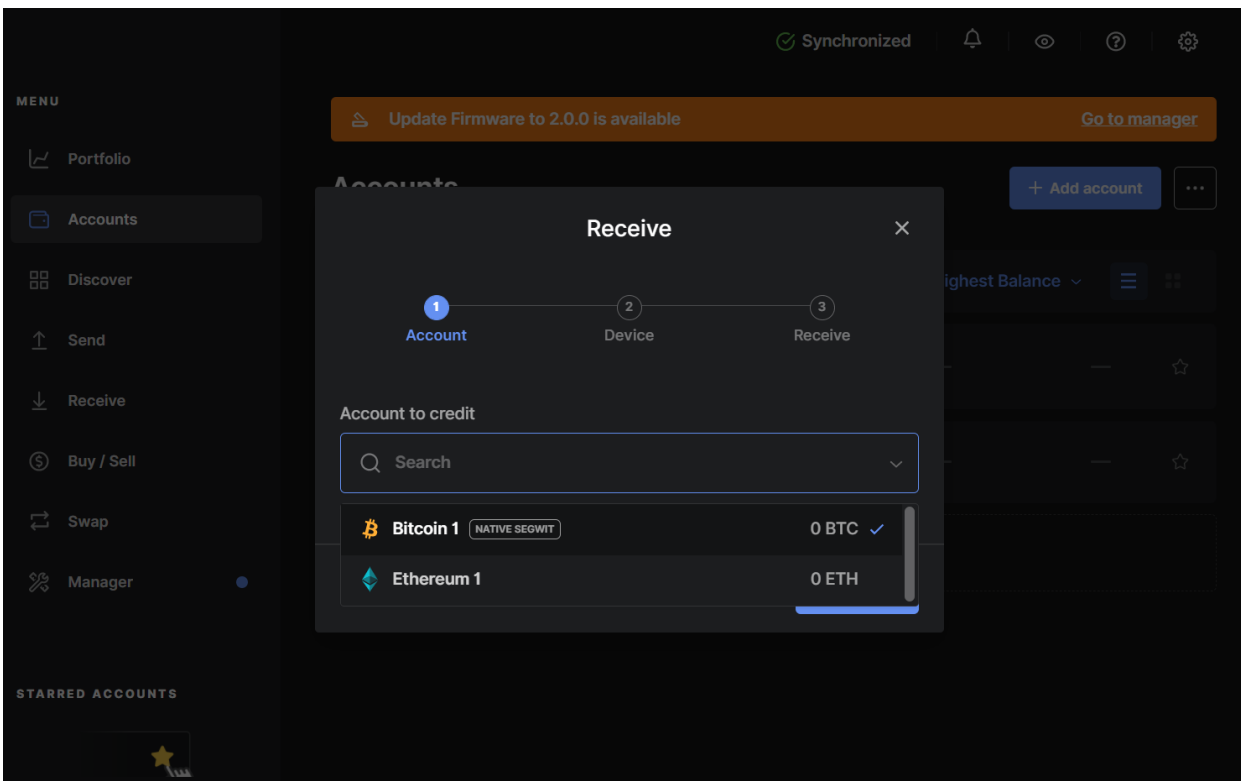 Synchronized
MENU
Update Firmware to 2.0.0 is available
Go to manager
Portfolio
Accounts
+ Add account
Accounts
Receive
Discover
ighest Balance
1
2
3
Account
Device
Receive
Send
Receive
Account to credit
Buy / Sell
Search
Swap
Bitcoin 1 NATIVE SEGWIT 0 BTC
Manager
Ethereum 1 0 ETH
STARRED ACCOUNTS